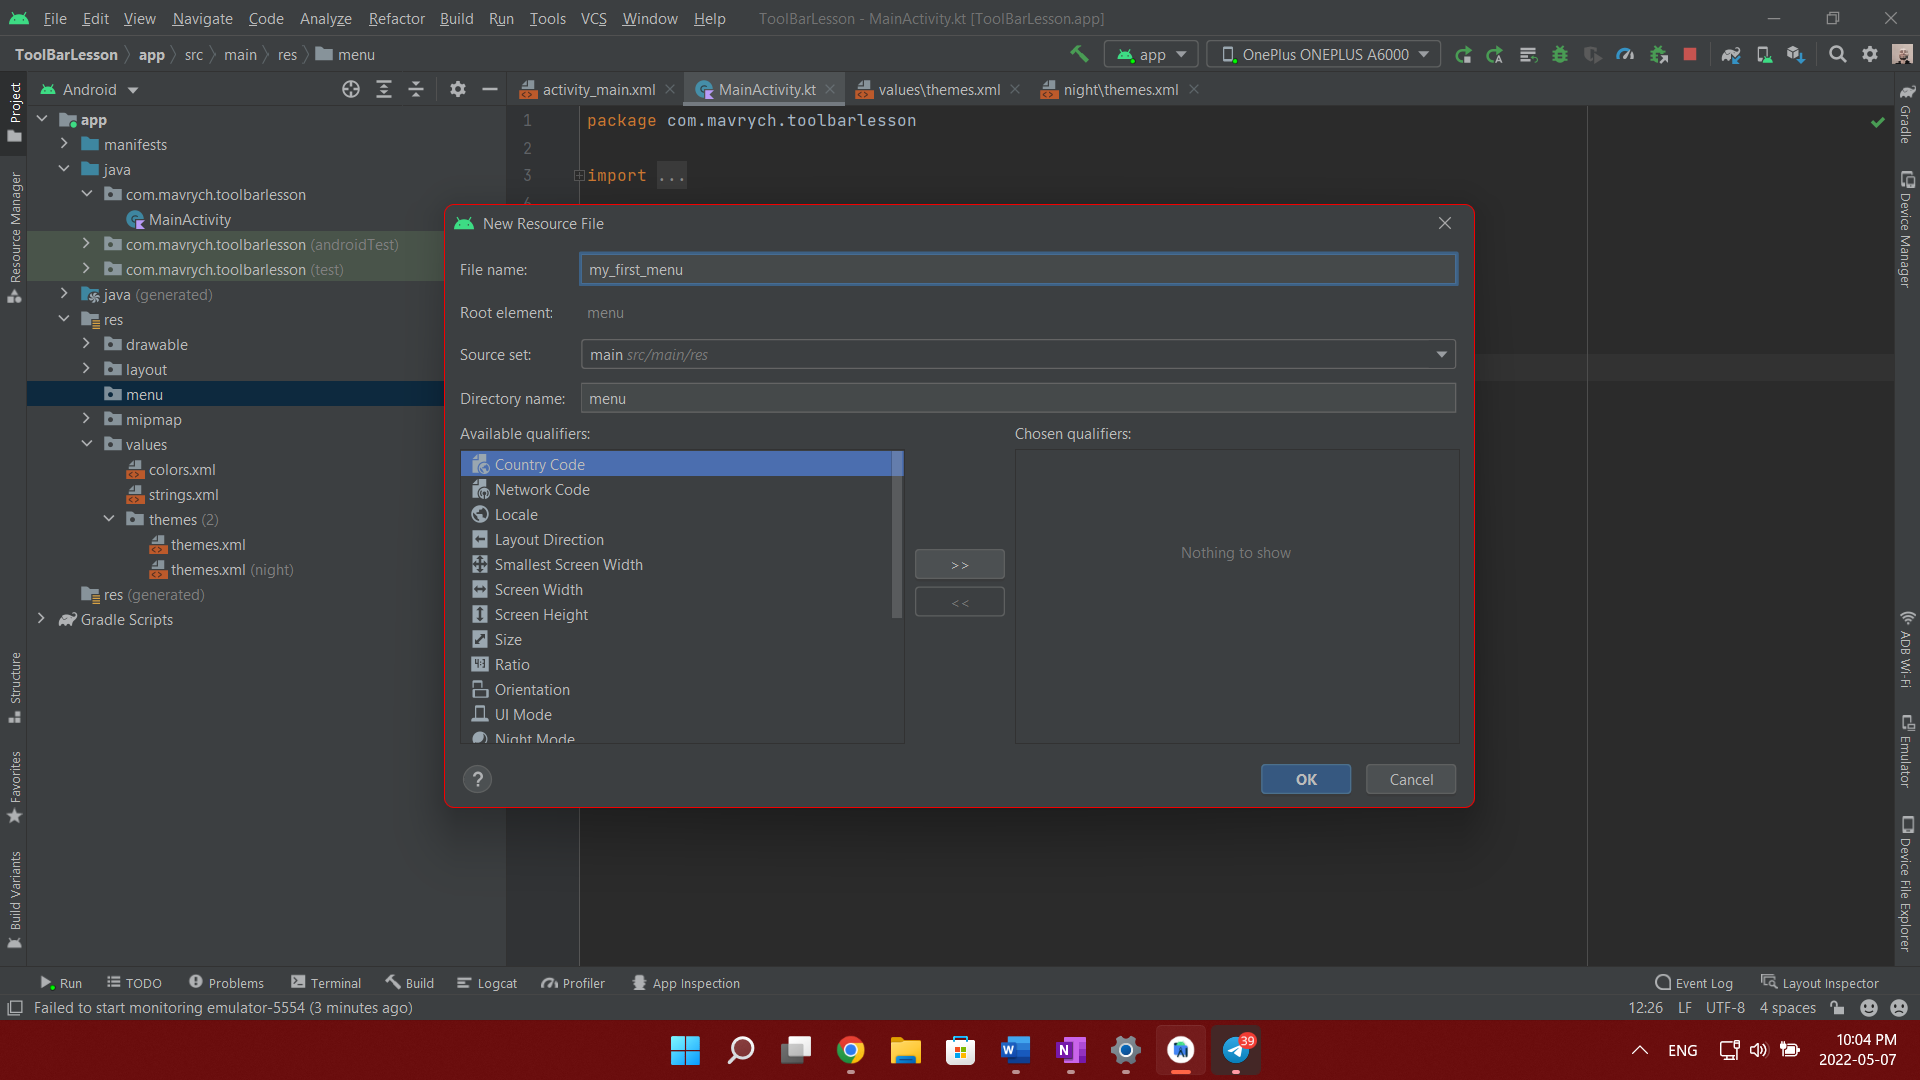 File Edit View Navigate Code Analyze Refactor Build Run Tools VCS Window Help ToolBarLesson - MainActivity.kt [ToolBarLesson.app]
ToolBarLesson app src main res menu app OnePlus ONEPLUS A6000
Project
Resource Manager
Structure
Favorites
Build Variants
Android
app
manifests
java
com.mavrych.toolbarlesson
MainActivity
com.mavrych.toolbarlesson (androidTest)
com.mavrych.toolbarlesson (test)
java (generated)
res
drawable
layout
menu
mipmap
values
colors.xml
strings.xml
themes (2)
themes.xml
themes.xml (night)
res (generated)
Gradle Scripts
activity_main.xml MainActivity.kt values\themes.xml night\themes.xml
1 package com.mavrych.toolbarlesson
2
3 import ...
New Resource File
File name: my_first_menu
Root element: menu
Source set: main src/main/res
Directory name: menu
Available qualifiers: Chosen qualifiers:
Country Code
Network Code
Locale
Layout Direction
Smallest Screen Width
Screen Width
Screen Height
Size
Ratio
Orientation
UI Mode
Night Mode
>>
<<
Nothing to show
?
OK Cancel
Gradle
Device Manager
ADB Wi-Fi
Emulator
Device File Explorer
Run TODO Problems Terminal Build Logcat Profiler App Inspection Event Log Layout Inspector
Failed to start monitoring emulator-5554 (3 minutes ago) 12:26 LF UTF-8 4 spaces
39
ENG
10:04 PM
2022-05-07